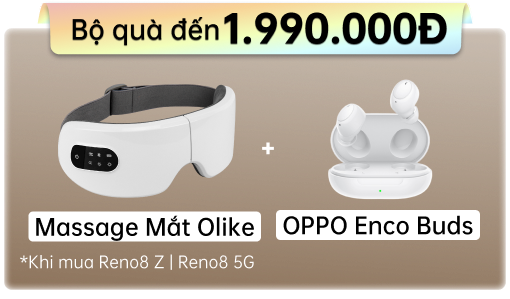 Bộ quà đến 1.990.000Đ
+
Massage Mắt Olike
OPPO Enco Buds
*Khi mua Reno8 Z | Reno8 5G